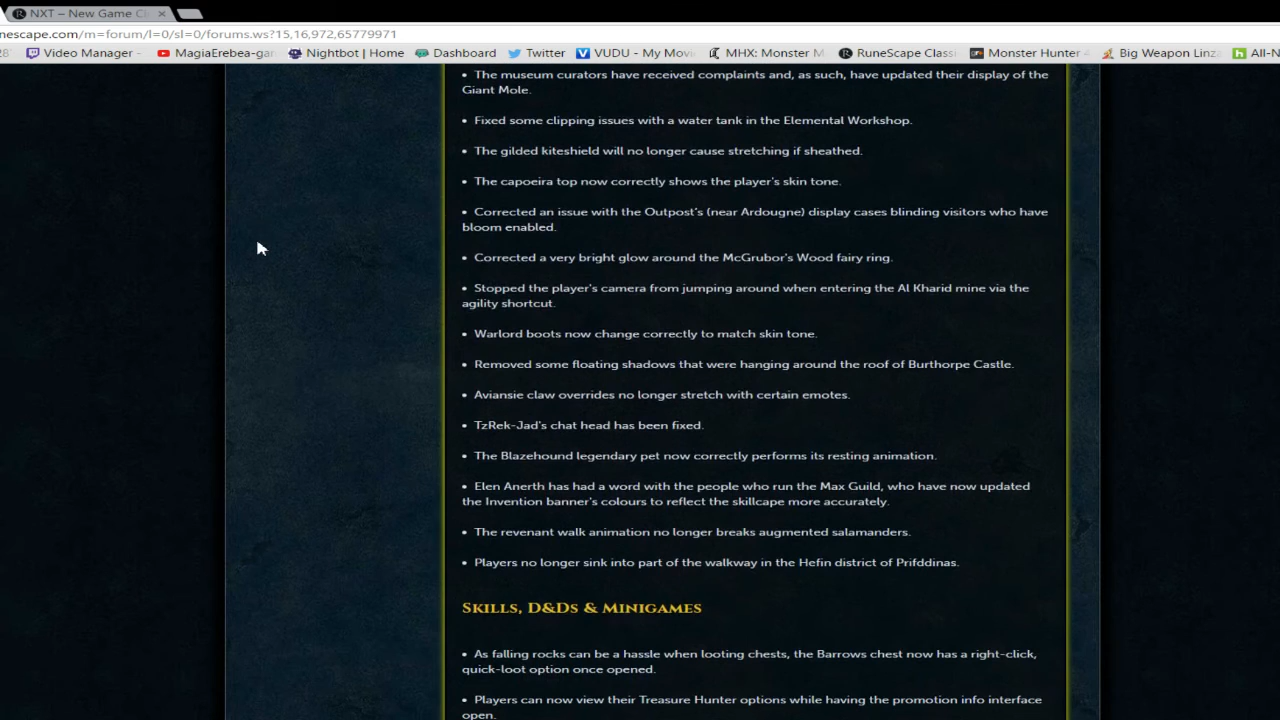 NXT – New Game Cl
nescape.com/m=forum/l=0/sl=0/forums.ws?15,16,972,65779971
Video Manager - MagiaErebea-gam Nightbot | Home Dashboard Twitter VUDU - My Movi MHX: Monster M RuneScape Classi Monster Hunter Big Weapon Linza All-N
• The museum curators have received complaints and, as such, have updated their display of the
Giant Mole.
• Fixed some clipping issues with a water tank in the Elemental Workshop.
• The gilded kiteshield will no longer cause stretching if sheathed.
• The capoeira top now correctly shows the player's skin tone.
• Corrected an issue with the Outpost's (near Ardougne) display cases blinding visitors who have
bloom enabled.
• Corrected a very bright glow around the McGrubor's Wood fairy ring.
• Stopped the player's camera from jumping around when entering the Al Kharid mine via the
agility shortcut.
• Warlord boots now change correctly to match skin tone.
• Removed some floating shadows that were hanging around the roof of Burthorpe Castle.
• Aviansie claw overrides no longer stretch with certain emotes.
• TzRek-Jad's chat head has been fixed.
• The Blazehound legendary pet now correctly performs its resting animation.
• Elen Anerth has had a word with the people who run the Max Guild, who have now updated
the Invention banner's colours to reflect the skillcape more accurately.
• The revenant walk animation no longer breaks augmented salamanders.
• Players no longer sink into part of the walkway in the Hefin district of Prifddinas.
Skills, D&Ds & Minigames
• As falling rocks can be a hassle when looting chests, the Barrows chest now has a right-click,
quick-loot option once opened.
• Players can now view their Treasure Hunter options while having the promotion info interface
open.